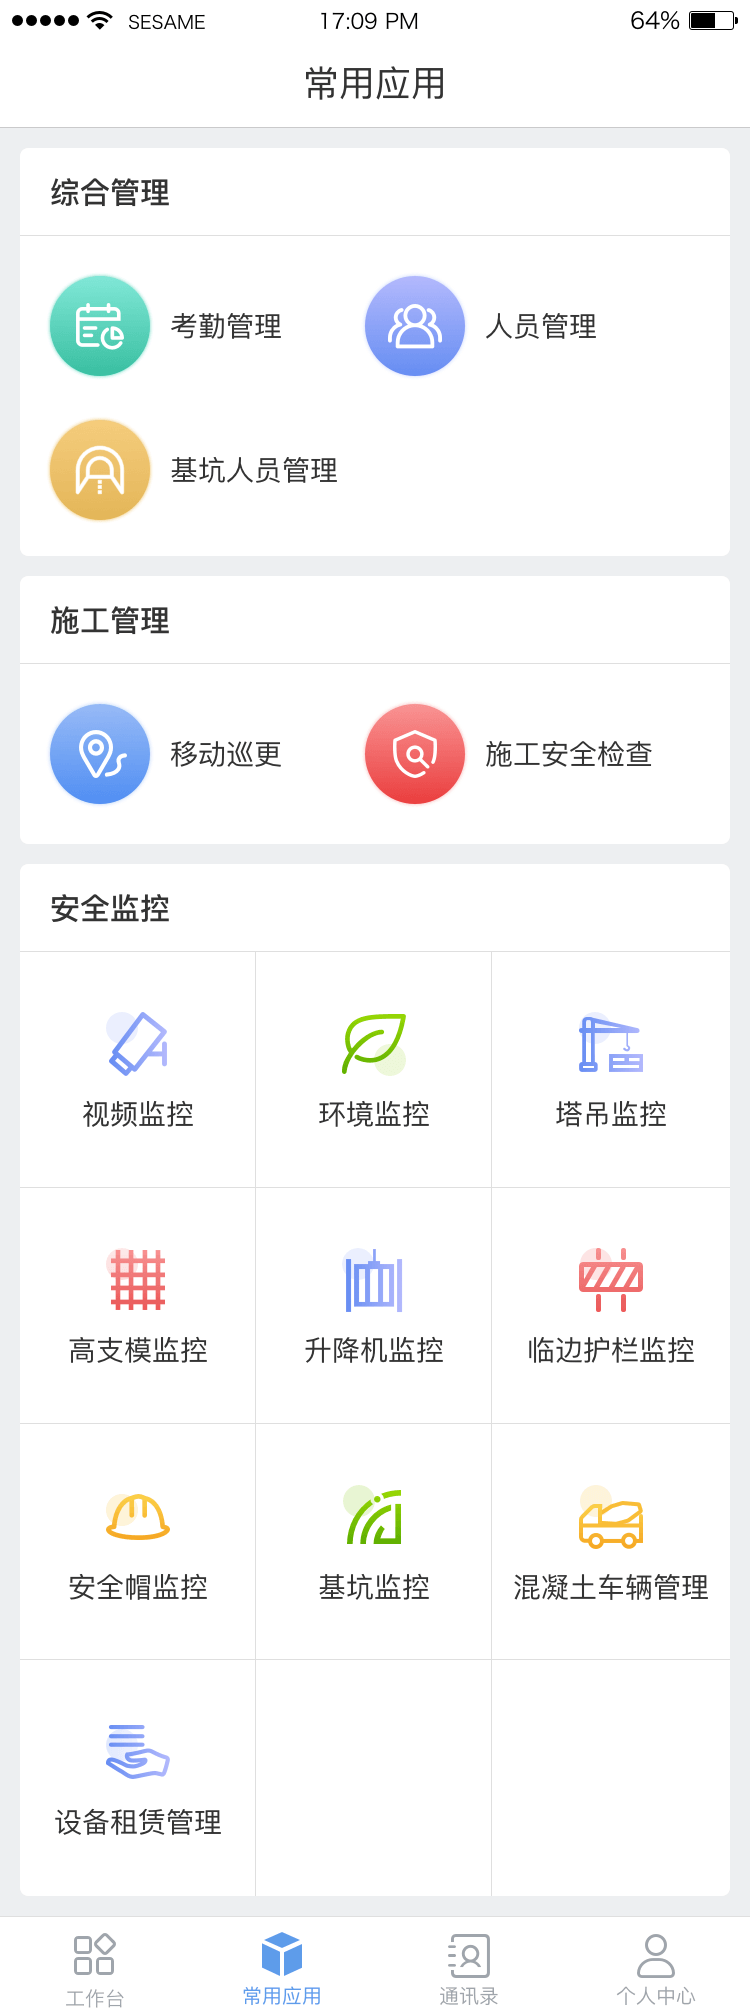 SESAME 17:09 PM 64%
常用应用
综合管理
考勤管理 人员管理
基坑人员管理
施工管理
移动巡更 施工安全检查
安全监控
视频监控 环境监控 塔吊监控
高支模监控 升降机监控 临边护栏监控
安全帽监控 基坑监控 混凝土车辆管理
设备租赁管理
工作台 常用应用 通讯录 个人中心